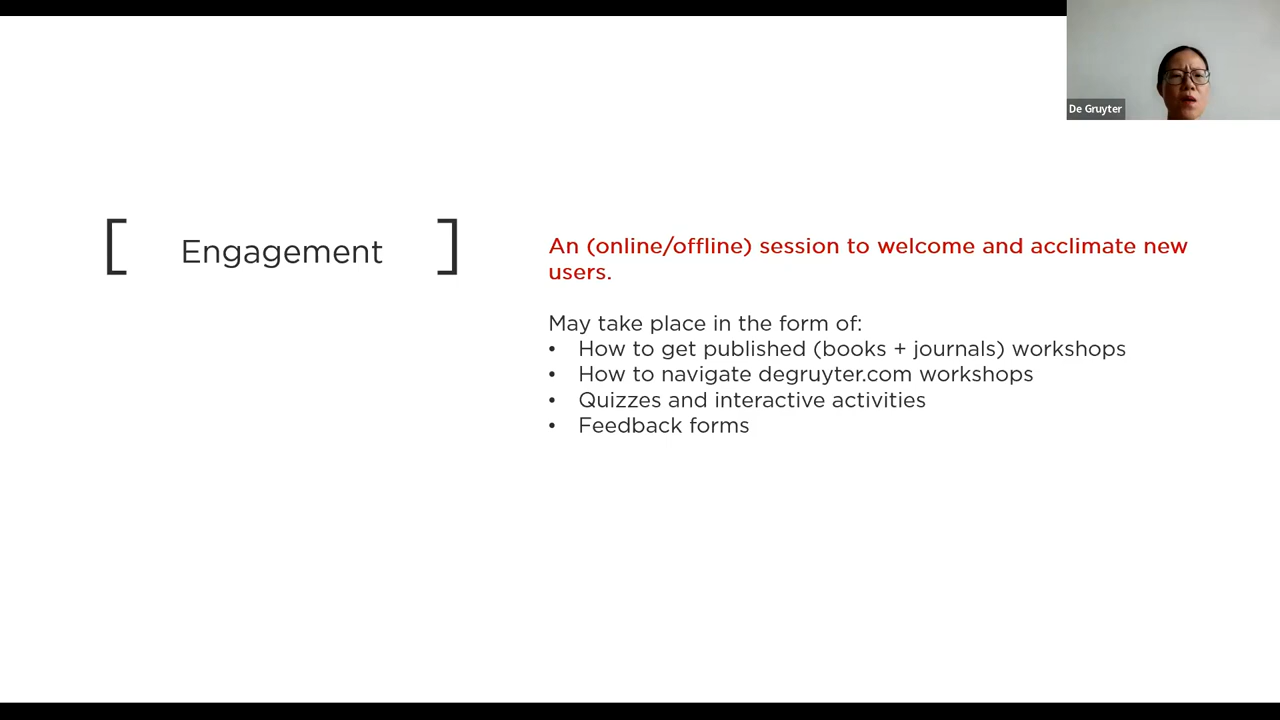 De Gruyter
[ Engagement ]
An (online/offline) session to welcome and acclimate new
users.
May take place in the form of:
• How to get published (books + journals) workshops
• How to navigate degruyter.com workshops
• Quizzes and interactive activities
• Feedback forms